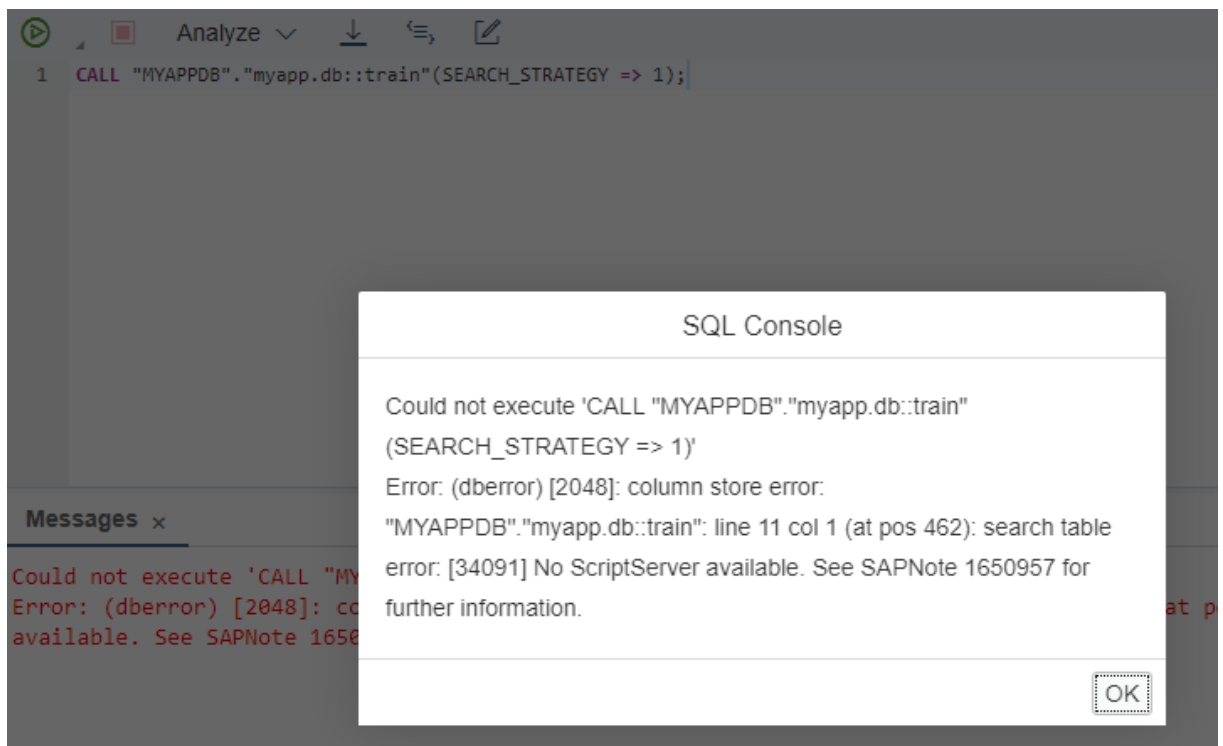 Analyze
1 CALL "MYAPPDB"."myapp.db::train"(SEARCH_STRATEGY => 1);
SQL Console
Could not execute 'CALL "MYAPPDB"."myapp.db::train"
(SEARCH_STRATEGY => 1)'
Error: (dberror) [2048]: column store error:
"MYAPPDB"."myapp.db::train": line 11 col 1 (at pos 462): search table
error: [34091] No ScriptServer available. See SAPNote 1650957 for
further information.
OK
Messages ×
Could not execute 'CALL "MY
Error: (dberror) [2048]: co
at p
available. See SAPNote 1650